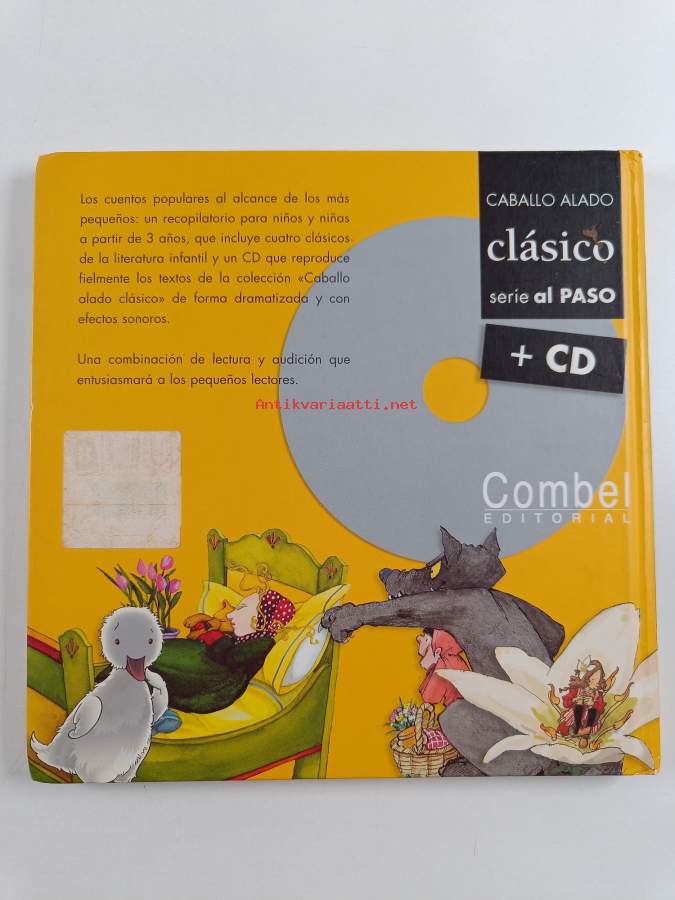 CABALLO ALADO
clásico
serie al PASO
+ CD
Los cuentos populares al alcance de los más
pequeños: un recopilatorio para niños y niñas
a partir de 3 años, que incluye cuatro clásicos
de la literatura infantil y un CD que reproduce
fielmente los textos de la colección «Caballo
alado clásico» de forma dramatizada y con
efectos sonoros.
Una combinación de lectura y audición que
entusiasmará a los pequeños lectores.
Antikvariaatti.net
Combel
EDITORIAL